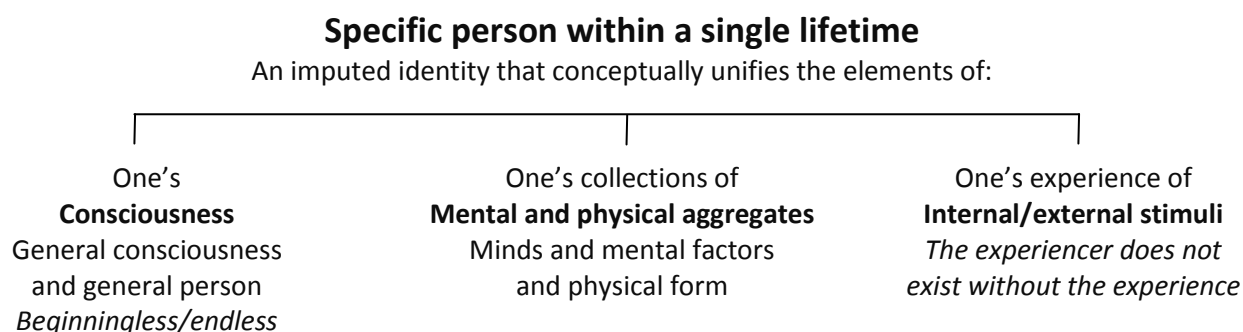 Specific person within a single lifetime
An imputed identity that conceptually unifies the elements of:
One’s
Consciousness
General consciousness
and general person
Beginningless/endless
One’s collections of
Mental and physical aggregates
Minds and mental factors
and physical form
One’s experience of
Internal/external stimuli
The experiencer does not
exist without the experience